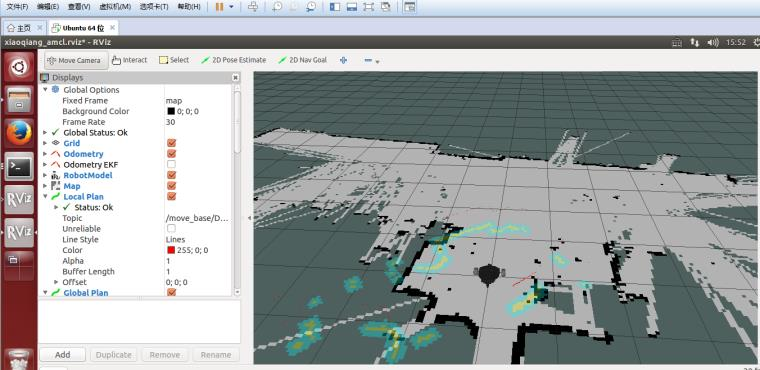 文件(F) 编辑(E) 查看(V) 虚拟机(M) 选项卡(T) 帮助(H)
主页 × Ubuntu 64 位 ×
xiaoqiang_amcl.rviz* - RViz 15:52
Move Camera Interact Select 2D Pose Estimate 2D Nav Goal
Displays
Global Options
Fixed Frame map
Background Color 0; 0; 0
Frame Rate 30
Global Status: Ok
Grid
Odometry
Odometry EKF
RobotModel
Map
Local Plan
Status: Ok
Topic /move_base/D...
Unreliable
Line Style Lines
Color 255; 0; 0
Alpha 1
Buffer Length 1
Offset 0; 0; 0
Global Plan
Add Duplicate Remove Rename